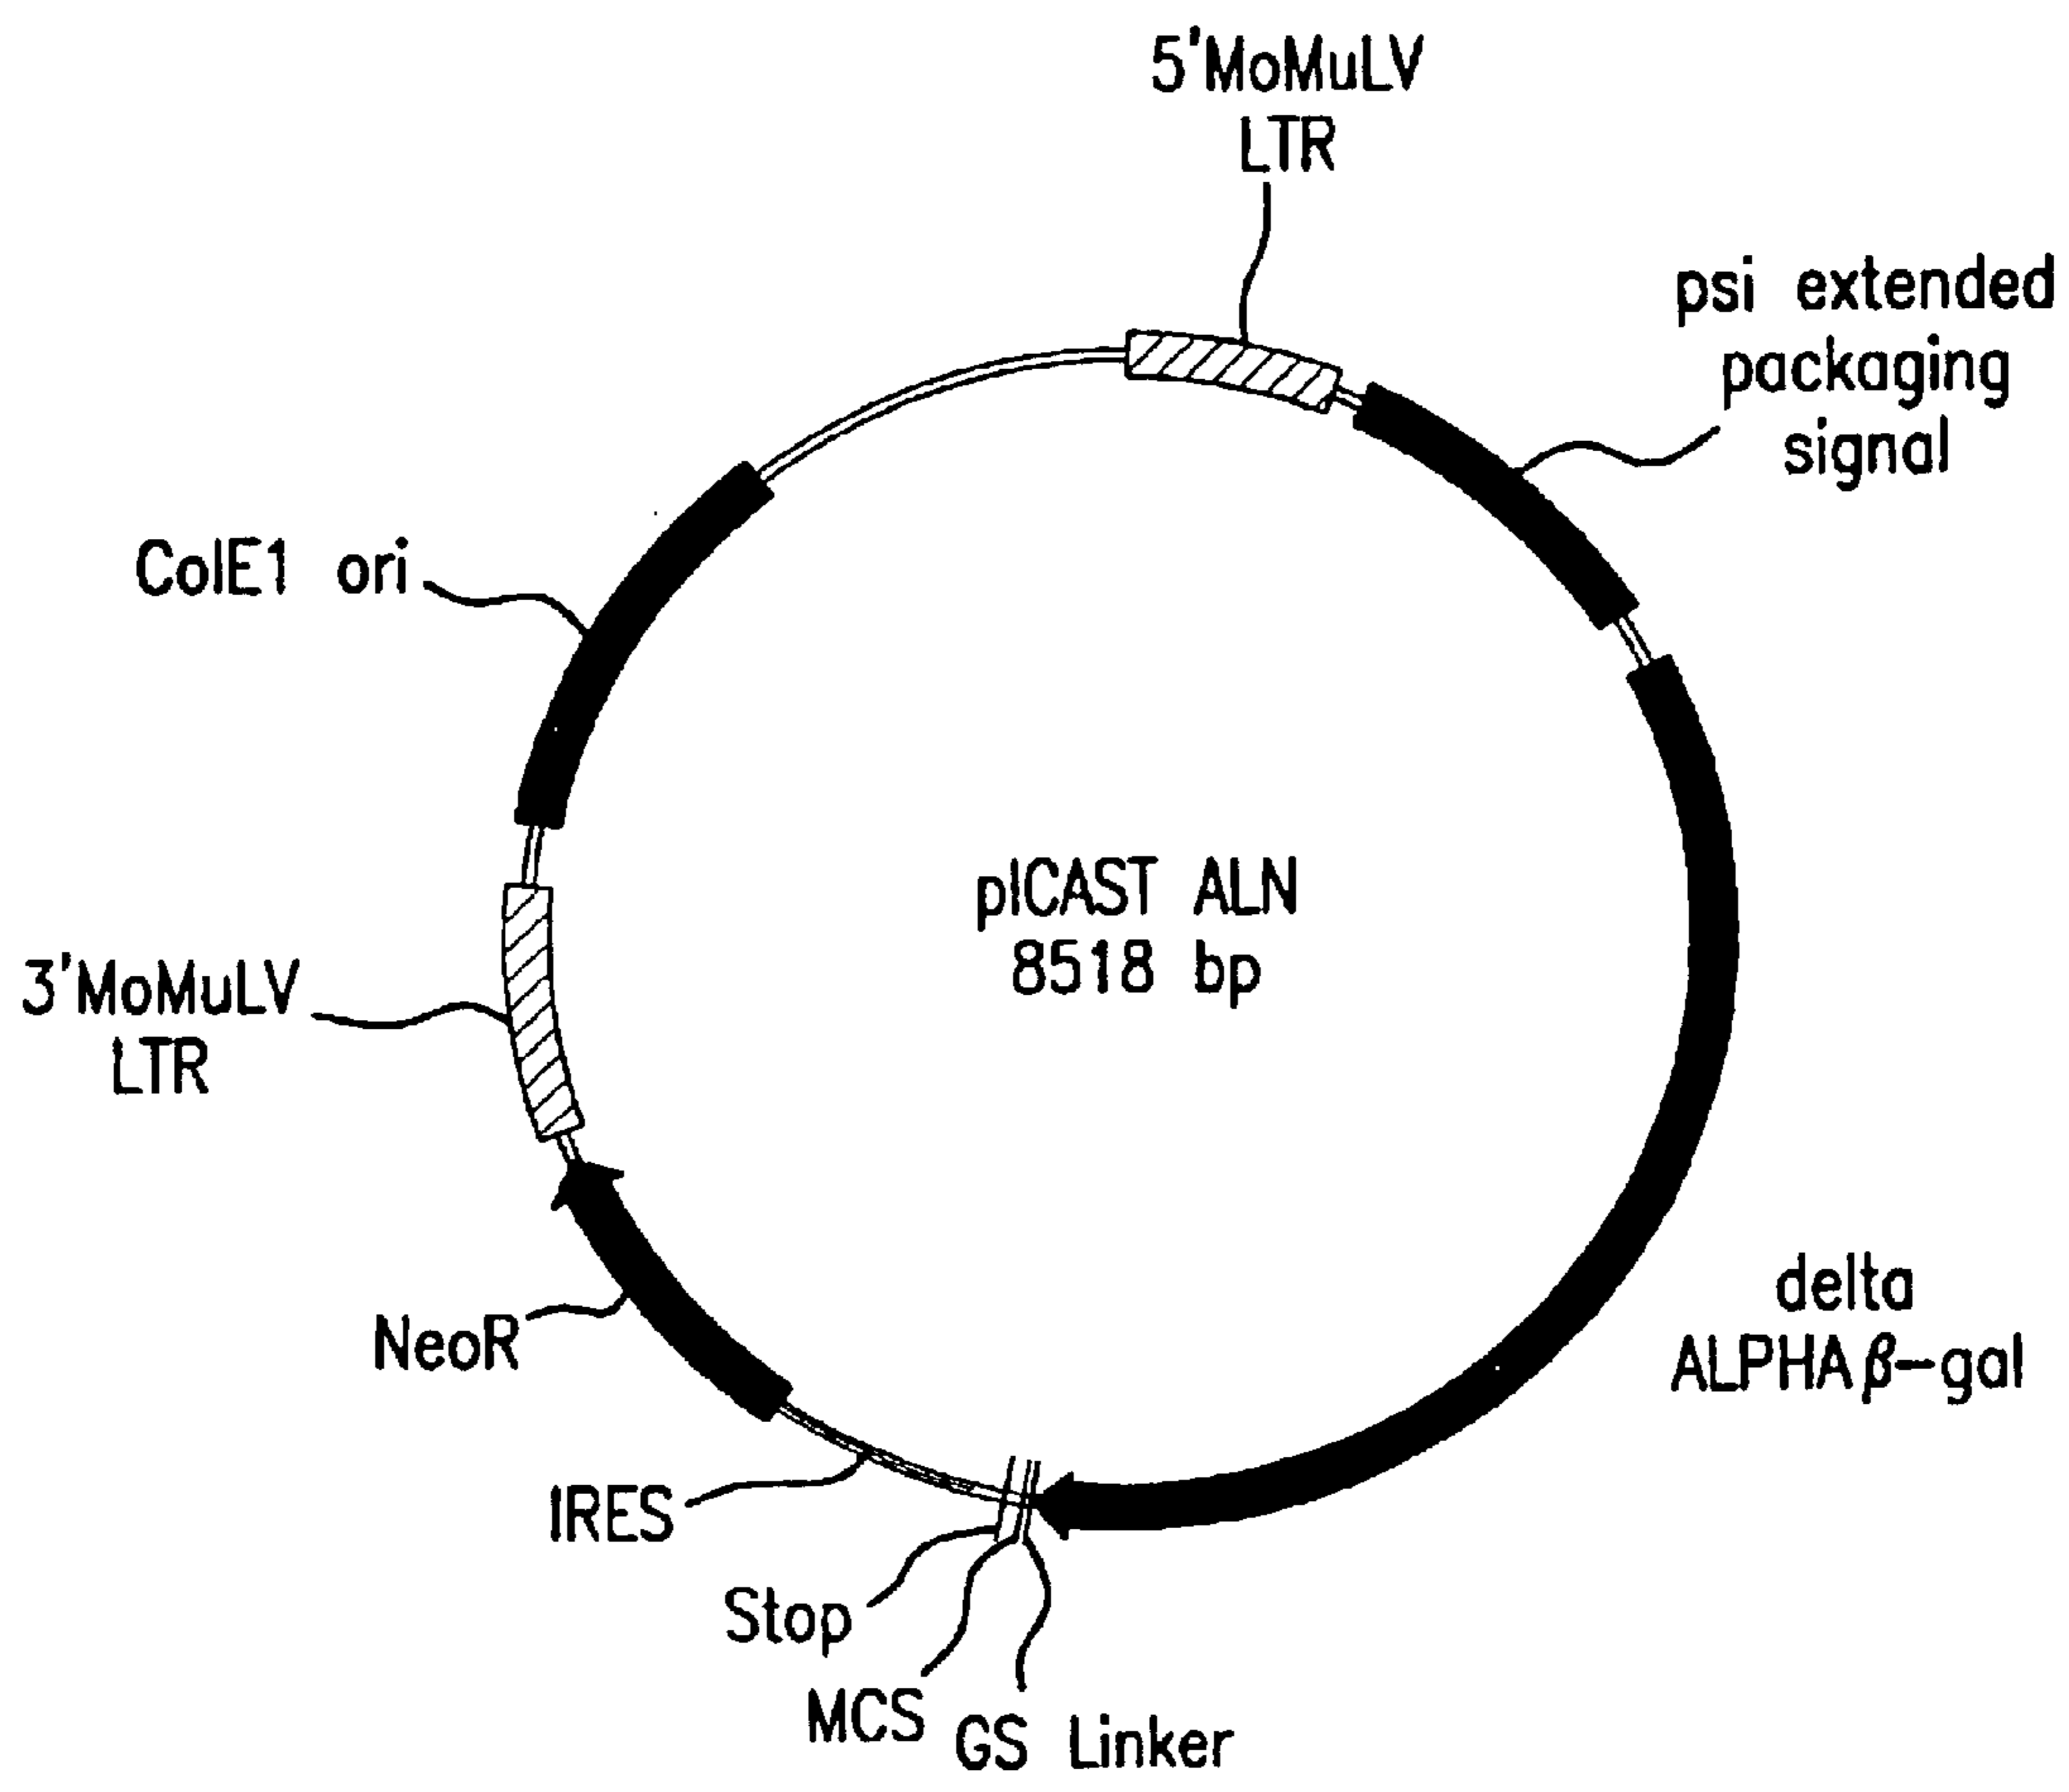 5'MoMuLV
LTR
psi extended
packaging
signal
ColE1 ori
pICAST ALN
8518 bp
3'MoMuLV
LTR
delta
ALPHA β-gal
NeoR
IRES
Stop
MCS
GS Linker